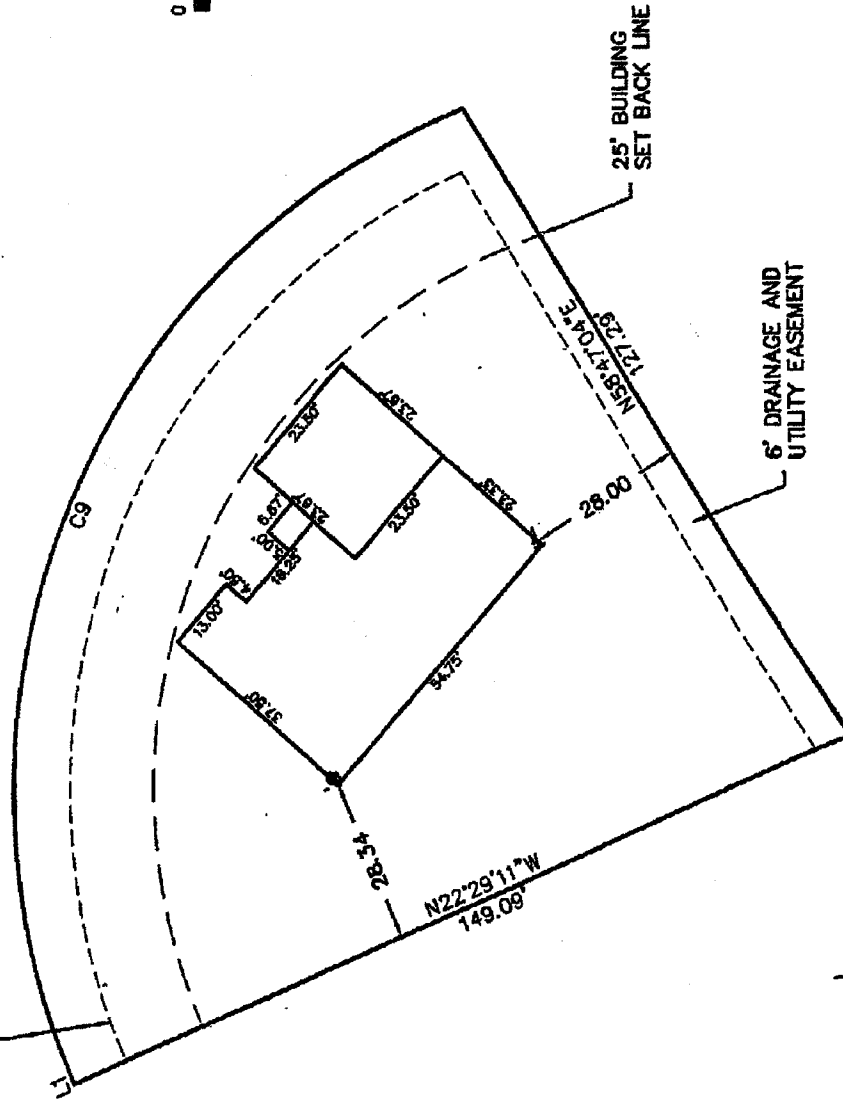 0
25' BUILDING
SET BACK LINE
C9
6' DRAINAGE AND
UTILITY EASEMENT
N58°47'04"E
127.29'
23.50'
23.67'
6.67'
23.67'
4.50'
13.00'
16.25'
23.50'
23.33'
28.00
37.50'
54.75'
28.34
N22°29'11"W
149.09'
L1